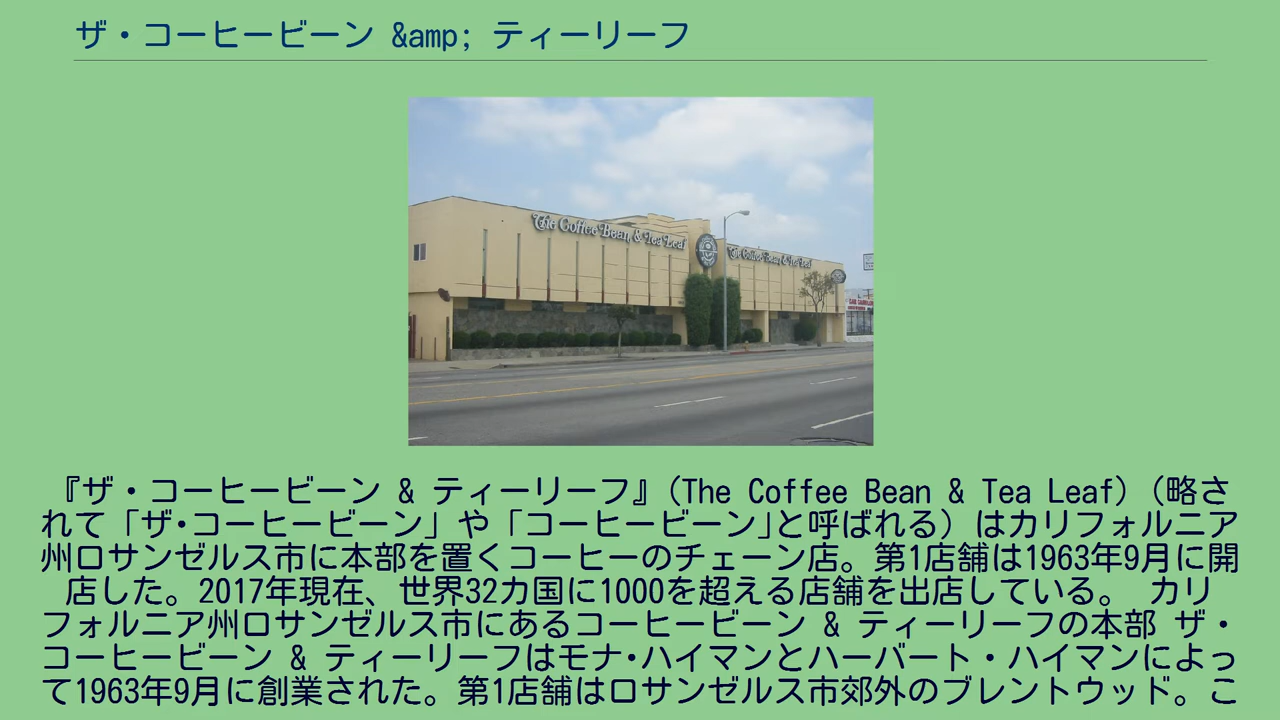 ザ・コーヒービーン &amp; ティーリーフ
The Coffee Bean & Tea Leaf
The Coffee Bean & Tea Leaf
『ザ・コーヒービーン & ティーリーフ』(The Coffee Bean & Tea Leaf) (略さ
れて「ザ･コーヒービーン」や「コーヒービーン｣と呼ばれる）はカリフォルニア
州ロサンゼルス市に本部を置くコーヒーのチェーン店。第1店舗は1963年9月に開
店した。2017年現在、世界32カ国に1000を超える店舗を出店している。 カリ
フォルニア州ロサンゼルス市にあるコーヒービーン & ティーリーフの本部 ザ・
コーヒービーン & ティーリーフはモナ･ハイマンとハーバート・ハイマンによっ
て1963年9月に創業された。第1店舗はロサンゼルス市郊外のブレントウッド。こ